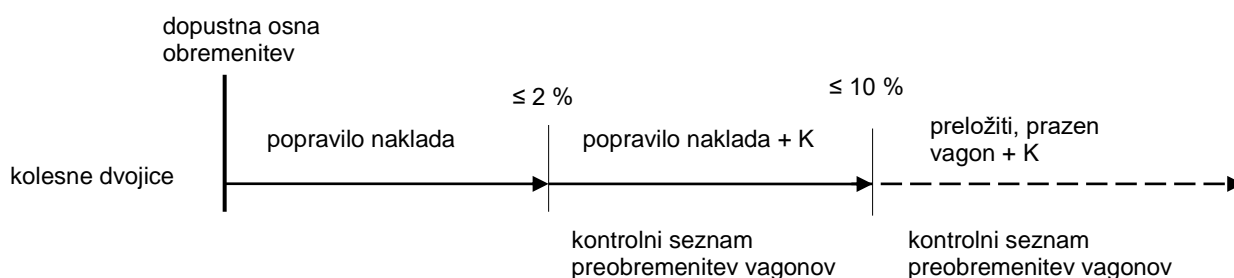 dopustna osna
obremenitev
≤ 2 %
≤ 10 %
popravilo naklada
popravilo naklada + K
preložiti, prazen
vagon + K
kolesne dvojice
kontrolni seznam
preobremenitev vagonov
kontrolni seznam
preobremenitev vagonov